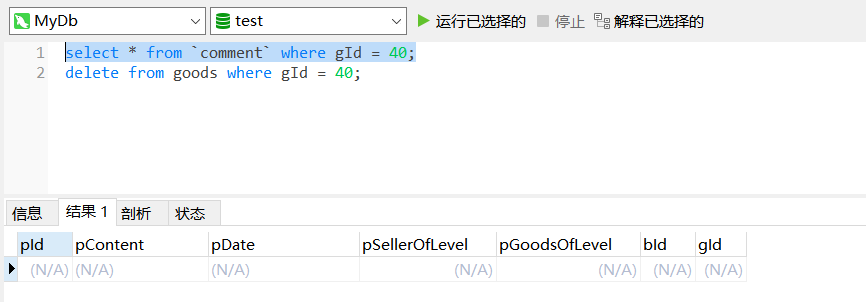 MyDb test 运行已选择的 停止 解释已选择的
1 select * from `comment` where gId = 40;
2 delete from goods where gId = 40;
信息 结果 1 剖析 状态
pId pContent pDate pSellerOfLevel pGoodsOfLevel bId gId
(N/A) (N/A) (N/A) (N/A) (N/A) (N/A) (N/A)